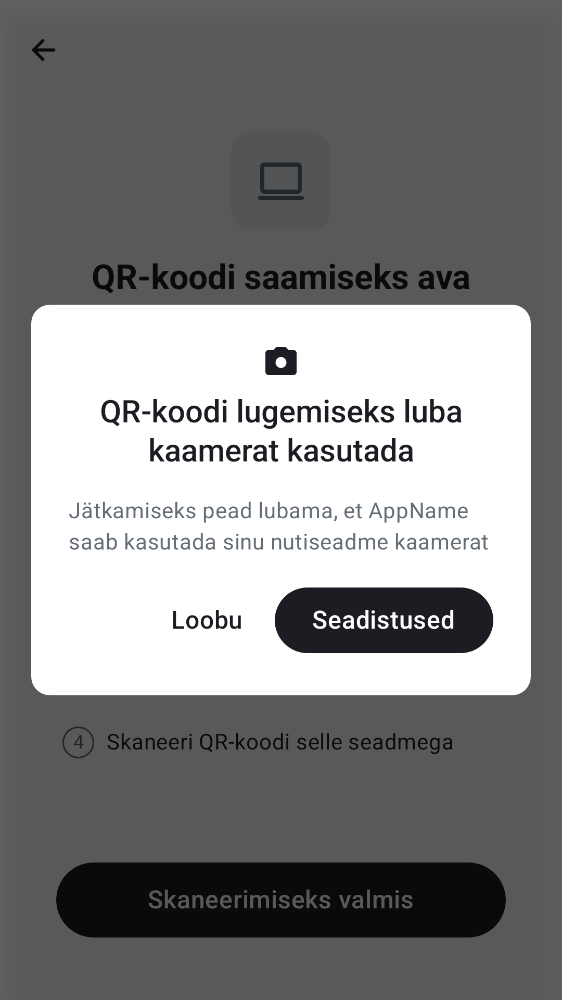 QR-koodi saamiseks ava
QR-koodi lugemiseks luba
kaamerat kasutada
Jätkamiseks pead lubama, et AppName
saab kasutada sinu nutiseadme kaamerat
Loobu
Seadistused
4 Skaneeri QR-koodi selle seadmega
Skaneerimiseks valmis